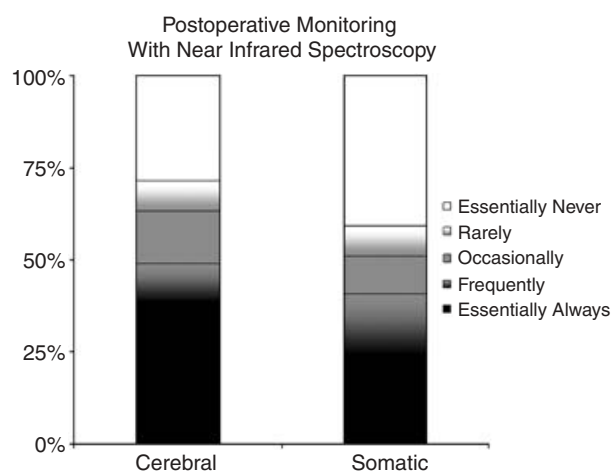 Postoperative Monitoring
With Near Infrared Spectroscopy
100%
75%
50%
25%
0%
Essentially Never
Rarely
Occasionally
Frequently
Essentially Always
Cerebral
Somatic